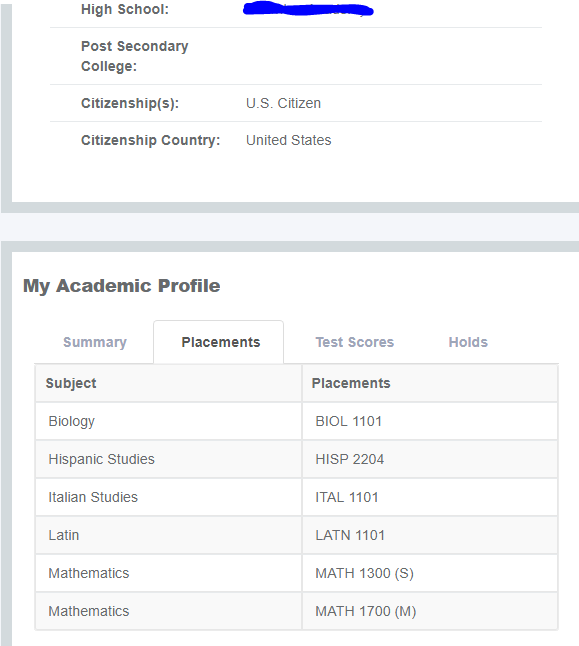 High School:
Post Secondary
College:
Citizenship(s): U.S. Citizen
Citizenship Country: United States
My Academic Profile
Summary Placements Test Scores Holds
Subject Placements
Biology BIOL 1101
Hispanic Studies HISP 2204
Italian Studies ITAL 1101
Latin LATN 1101
Mathematics MATH 1300 (S)
Mathematics MATH 1700 (M)